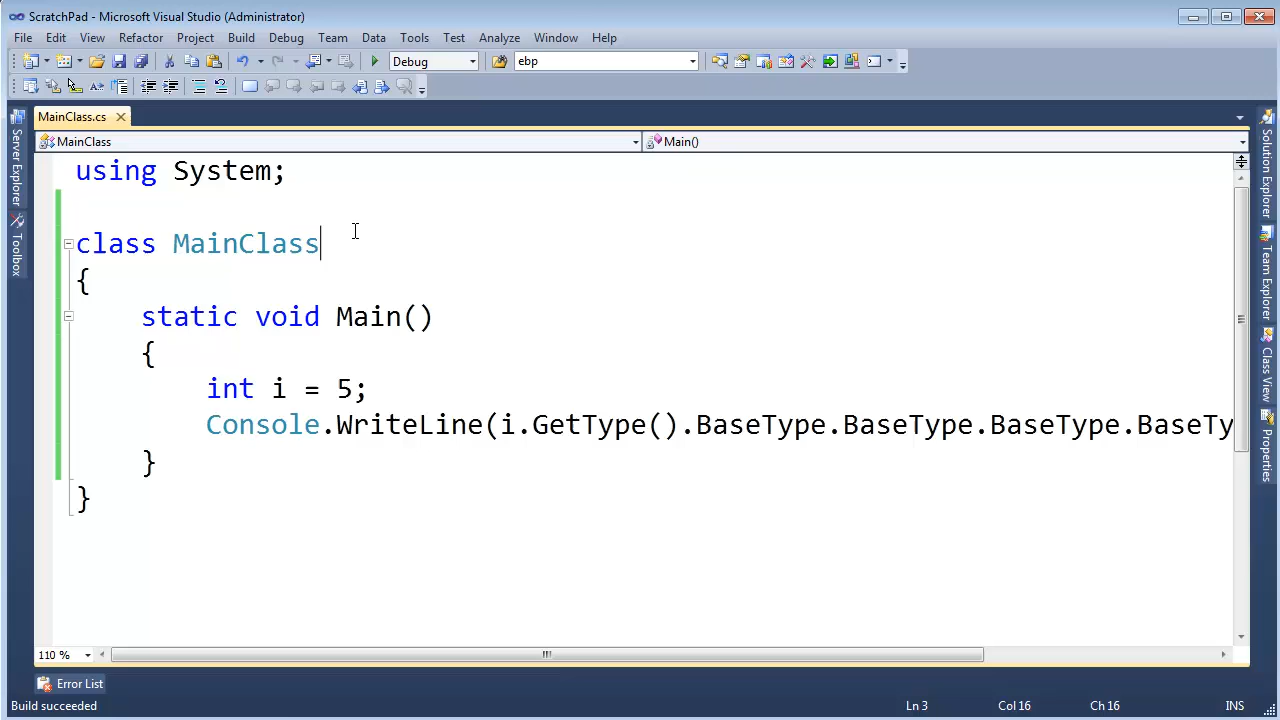 ScratchPad - Microsoft Visual Studio (Administrator)
File Edit View Refactor Project Build Debug Team Data Tools Test Analyze Window Help
Debug ebp
MainClass.cs
MainClass Main()
using System;
class MainClass
{
static void Main()
{
int i = 5;
Console.WriteLine(i.GetType().BaseType.BaseType.BaseType.BaseTy
}
}
110 %
Error List
Build succeeded Ln 3 Col 16 Ch 16 INS
Server Explorer
Toolbox
Solution Explorer
Team Explorer
Class View
Properties